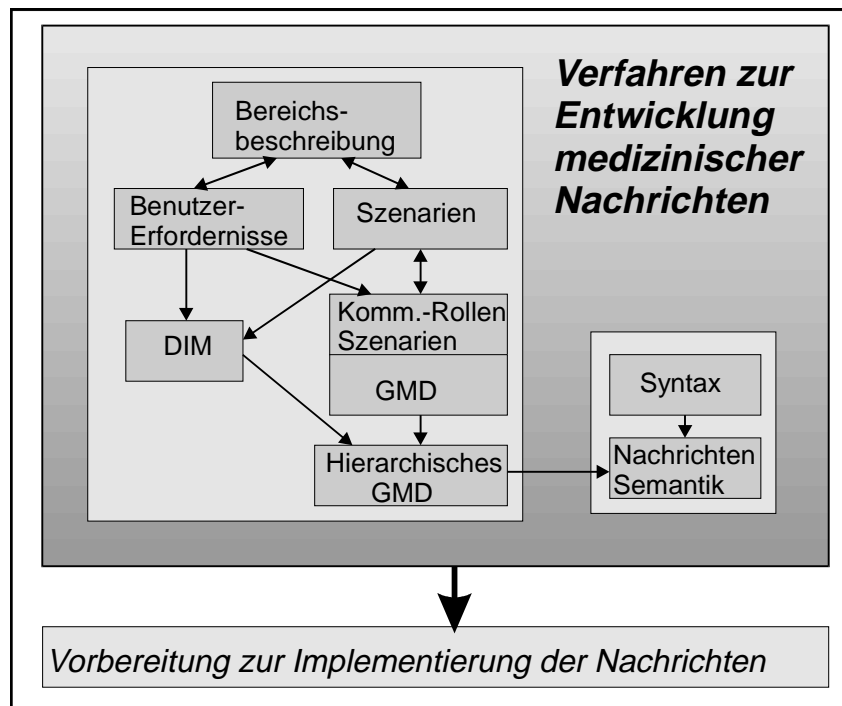 Verfahren zur
Entwicklung
medizinischer
Nachrichten
Bereichs-
beschreibung
Benutzer-
Erfordernisse
Szenarien
DIM
Komm.-Rollen
Szenarien
GMD
Hierarchisches
GMD
Syntax
Nachrichten
Semantik
Vorbereitung zur Implementierung der Nachrichten